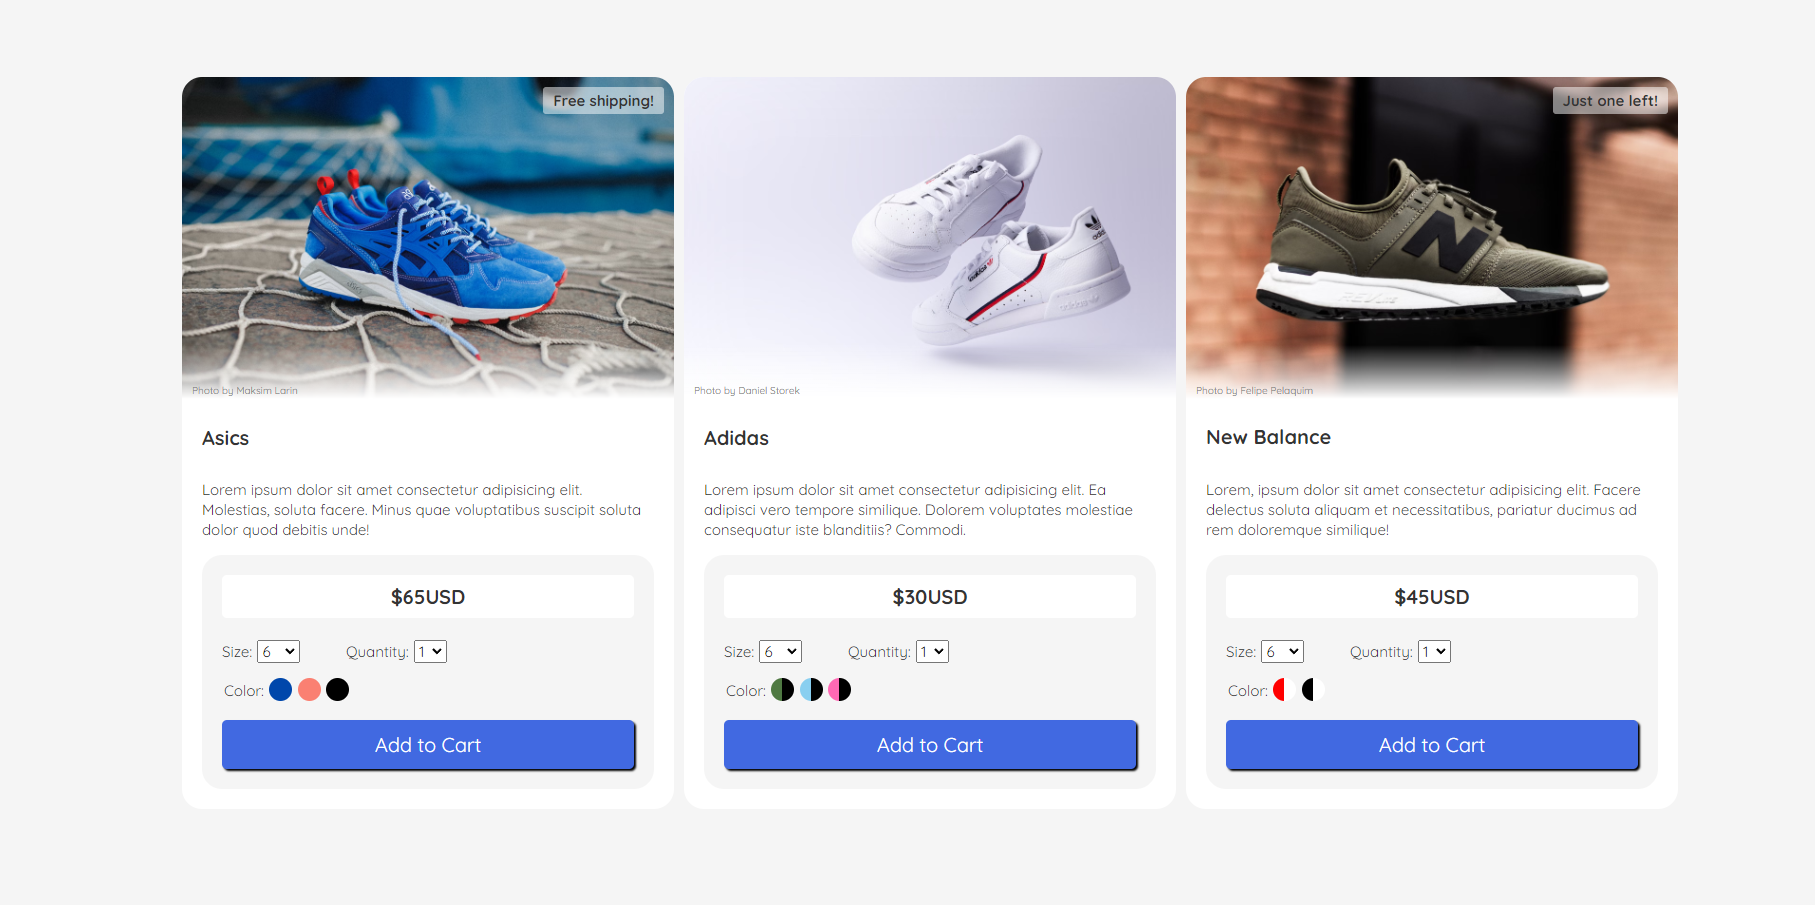 Free shipping!
Photo by Maksim Larin
Asics
Lorem ipsum dolor sit amet consectetur adipisicing elit.
Molestias, soluta facere. Minus quae voluptatibus suscipit soluta
dolor quod debitis unde!
$65USD
Size: 6 Quantity: 1
Color:
Add to Cart
adidas
adidas
Photo by Daniel Storek
Adidas
Lorem ipsum dolor sit amet consectetur adipisicing elit. Ea
adipisci vero tempore similique. Dolorem voluptates molestiae
consequatur iste blanditiis? Commodi.
$30USD
Size: 6 Quantity: 1
Color:
Add to Cart
Just one left!
N
Photo by Felipe Pelaquim
New Balance
Lorem, ipsum dolor sit amet consectetur adipisicing elit. Facere
delectus soluta aliquam et necessitatibus, pariatur ducimus ad
rem doloremque similique!
$45USD
Size: 6 Quantity: 1
Color:
Add to Cart